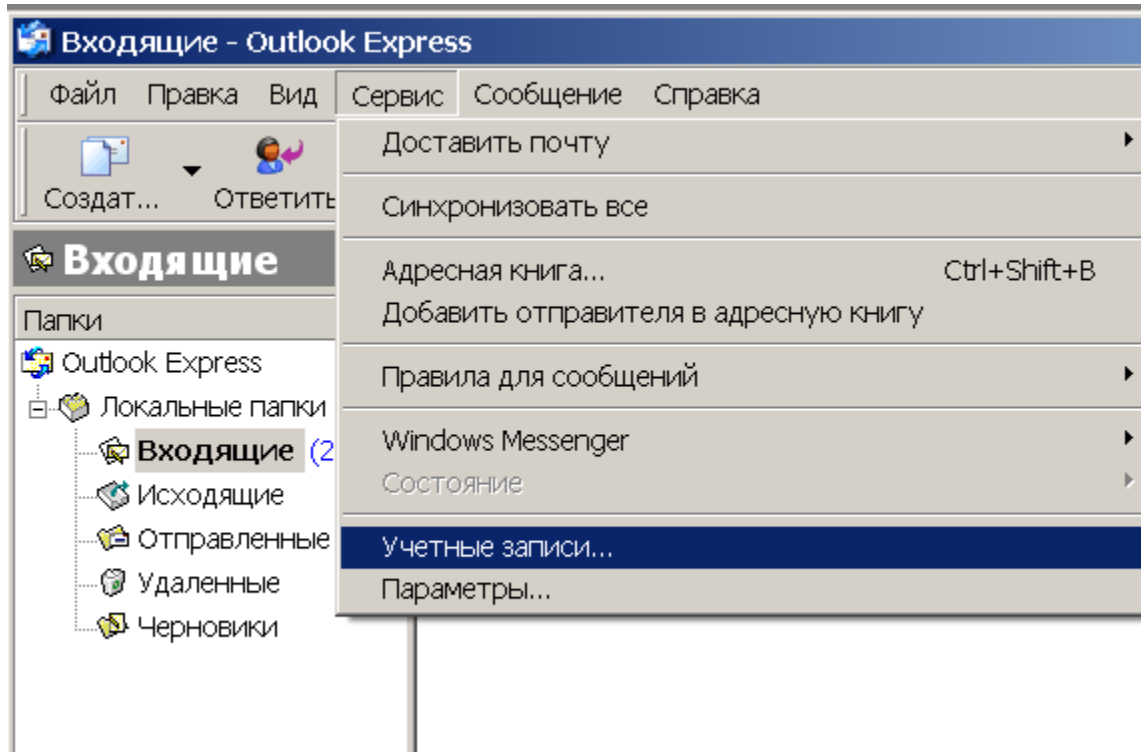 Входящие - Outlook Express
Файл Правка Вид Сервис Сообщение Справка
Создат... Ответить
Входящие
Папки
Outlook Express
Локальные папки
Входящие (2
Исходящие
Отправленные
Удаленные
Черновики
Доставить почту
Синхронизовать все
Адресная книга... Ctrl+Shift+B
Добавить отправителя в адресную книгу
Правила для сообщений
Windows Messenger
Состояние
Учетные записи...
Параметры...